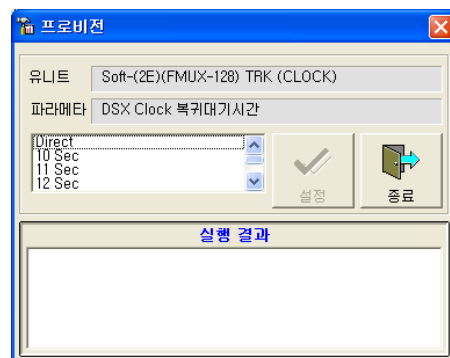 프로비전
유니트 Soft-(2E)(FMUX-128) TRK (CLOCK)
파라메타 DSX Clock 복귀대기시간
Direct
10 Sec
11 Sec
12 Sec
설정
종료
실행 결과